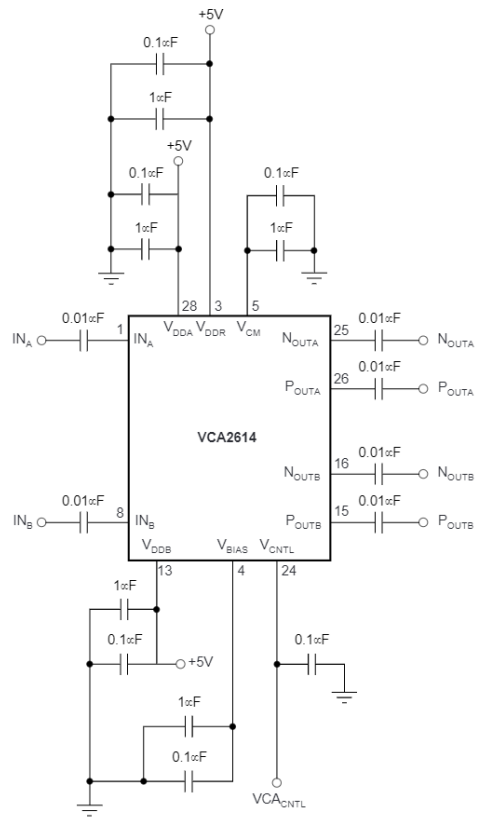 +5V
0.1∝F
1∝F
+5V
0.1∝F
0.1∝F
1∝F
1∝F
28 3 5
0.01∝F 1 INA VDDA VDDR VCM 25 0.01∝F
INA NOUTA NOUTA
0.01∝F
POUTA 26 POUTA
VCA2614
0.01∝F
NOUTB 16 NOUTB
0.01∝F 8 15 0.01∝F
INB INB POUTB POUTB
VDDB VBIAS VCNTL
13 4 24
1∝F
0.1∝F 0.1∝F
+5V
1∝F
0.1∝F
VCACNTL